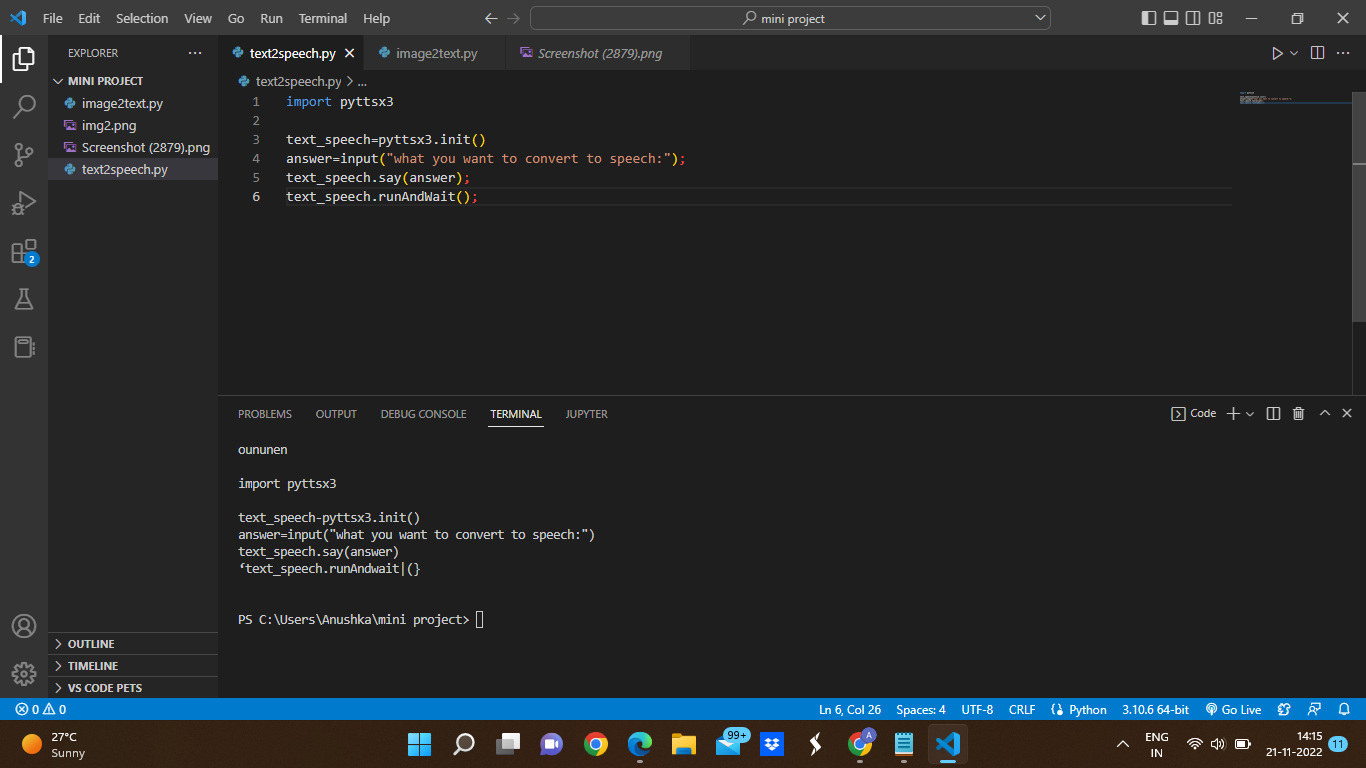 File Edit Selection View Go Run Terminal Help
mini project
EXPLORER
text2speech.py
image2text.py
Screenshot (2879).png
MINI PROJECT
image2text.py
img2.png
Screenshot (2879).png
text2speech.py
text2speech.py > ...
1 import pyttsx3
2
3 text_speech=pyttsx3.init()
4 answer=input("what you want to convert to speech:");
5 text_speech.say(answer);
6 text_speech.runAndWait();
2
PROBLEMS OUTPUT DEBUG CONSOLE TERMINAL JUPYTER
Code
oununen
import pyttsx3
text_speech-pyttsx3.init()
answer=input("what you want to convert to speech:")
text_speech.say(answer)
‘text_speech.runAndwait|(}
PS C:\Users\Anushka\mini project>
OUTLINE
TIMELINE
VS CODE PETS
0 0
Ln 6, Col 26 Spaces: 4 UTF-8 CRLF Python 3.10.6 64-bit Go Live
27°C
Sunny
99+
A
ENG
IN
14:15
21-11-2022
11